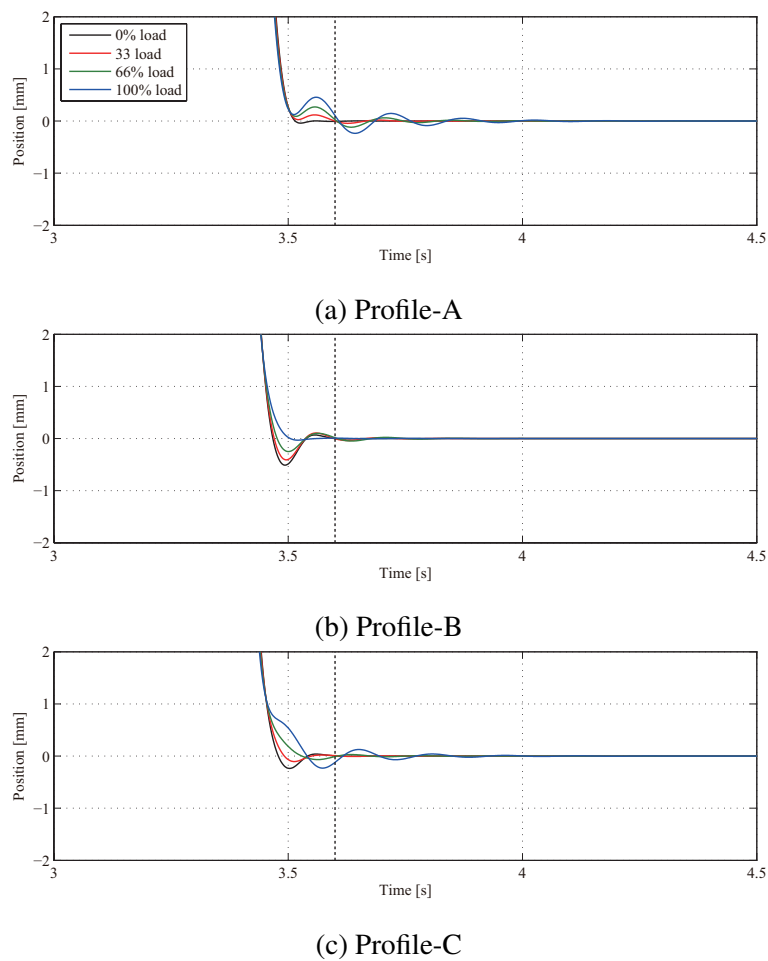 2
0% load
33 load
66% load
100% load
1
0
−1
−2
Position [mm]
3
3.5
4
4.5
Time [s]
(a) Profile-A
2
1
0
−1
−2
Position [mm]
3
3.5
4
4.5
Time [s]
(b) Profile-B
2
1
0
−1
−2
Position [mm]
3
3.5
4
4.5
Time [s]
(c) Profile-C